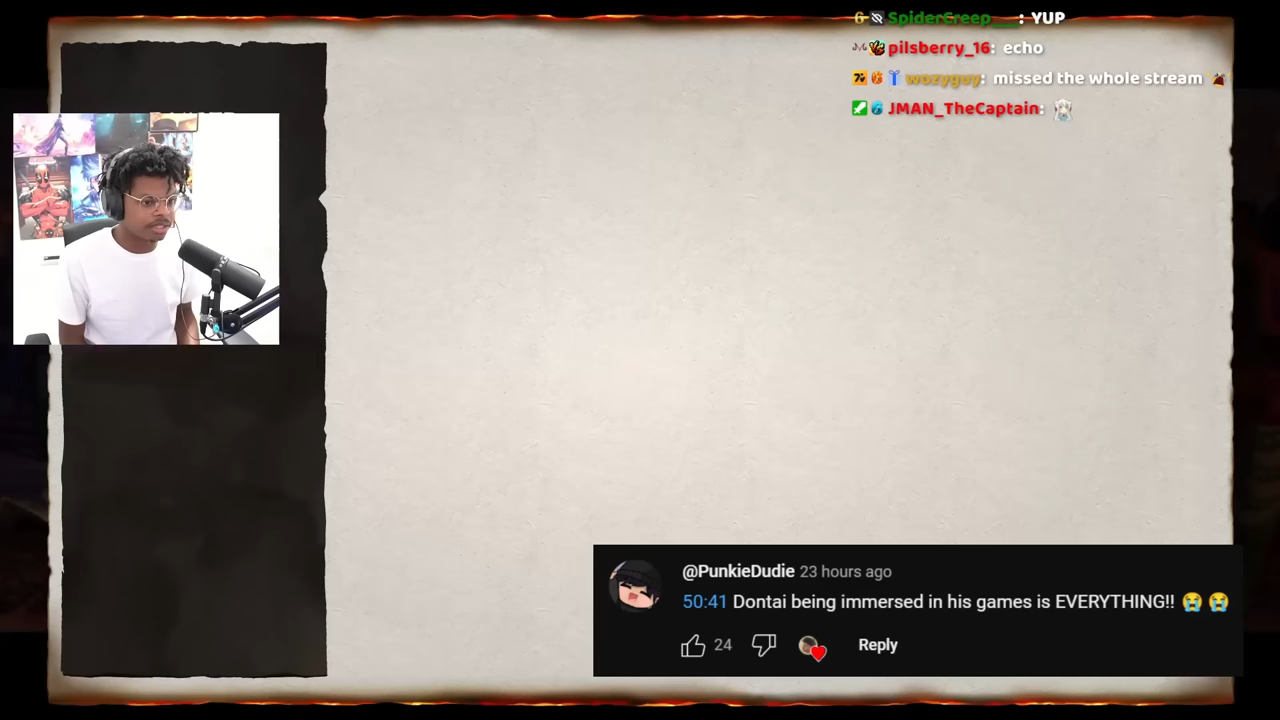 SpiderCreep___: YUP
pilsberry_16: echo
wozyguy: missed the whole stream
JMAN_TheCaptain:
@PunkieDudie 23 hours ago
50:41 Dontai being immersed in his games is EVERYTHING!! 😭 😭
24 Reply